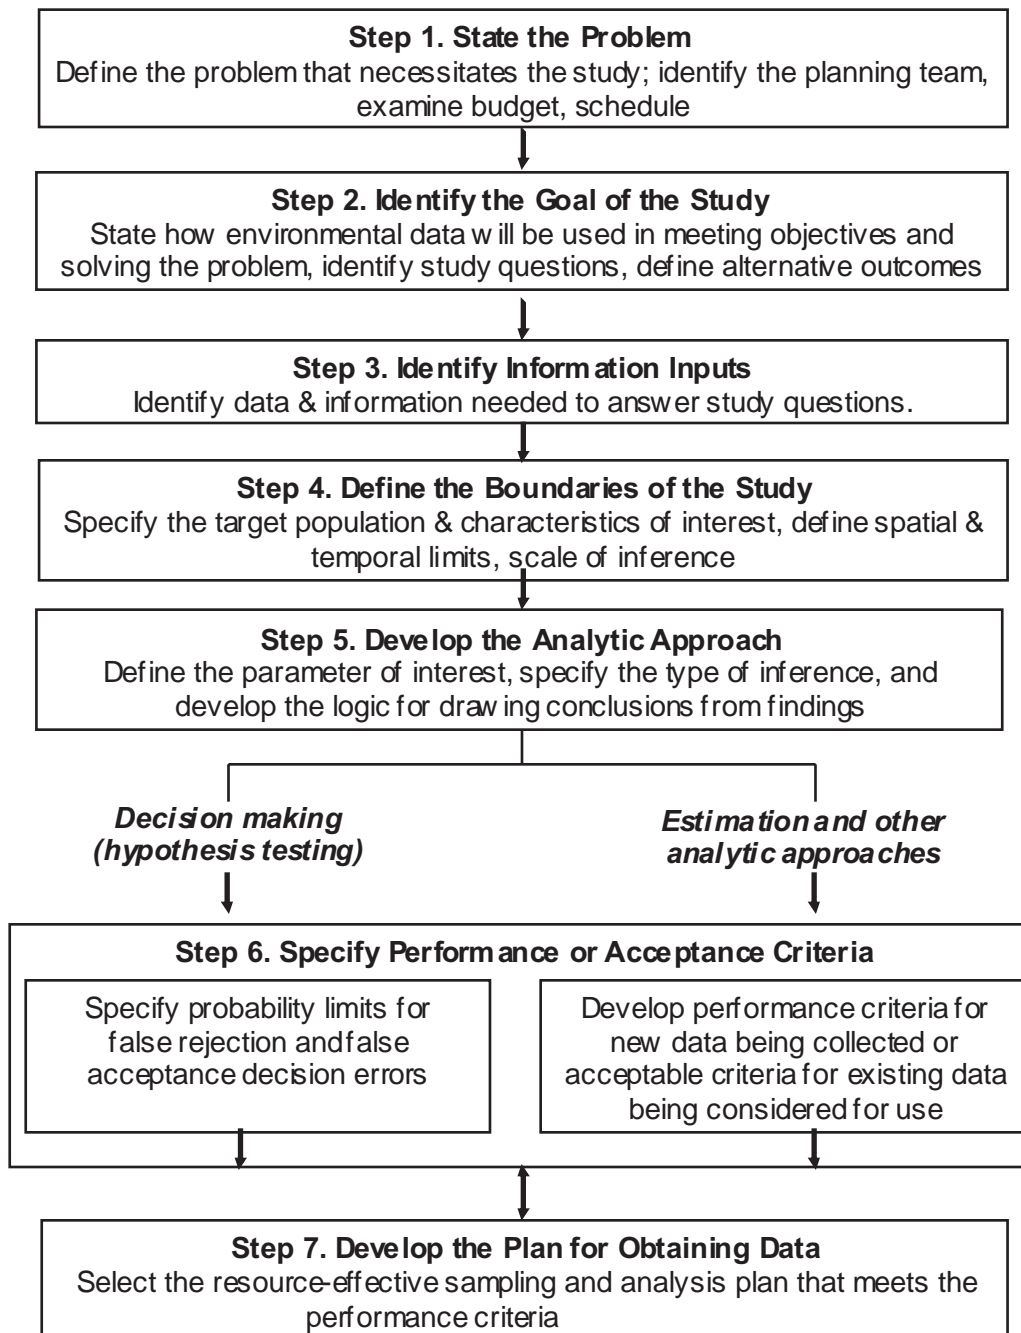 Step 1. State the Problem
Define the problem that necessitates the study; identify the planning team,
examine budget, schedule
Step 2. Identify the Goal of the Study
State how environmental data will be used in meeting objectives and
solving the problem, identify study questions, define alternative outcomes
Step 3. Identify Information Inputs
Identify data & information needed to answer study questions.
Step 4. Define the Boundaries of the Study
Specify the target population & characteristics of interest, define spatial &
temporal limits, scale of inference
Step 5. Develop the Analytic Approach
Define the parameter of interest, specify the type of inference, and
develop the logic for drawing conclusions from findings
Decision making
(hypothesis testing)
Estimation and other
analytic approaches
Step 6. Specify Performance or Acceptance Criteria
Specify probability limits for
false rejection and false
acceptance decision errors
Develop performance criteria for
new data being collected or
acceptable criteria for existing data
being considered for use
Step 7. Develop the Plan for Obtaining Data
Select the resource-effective sampling and analysis plan that meets the
performance criteria